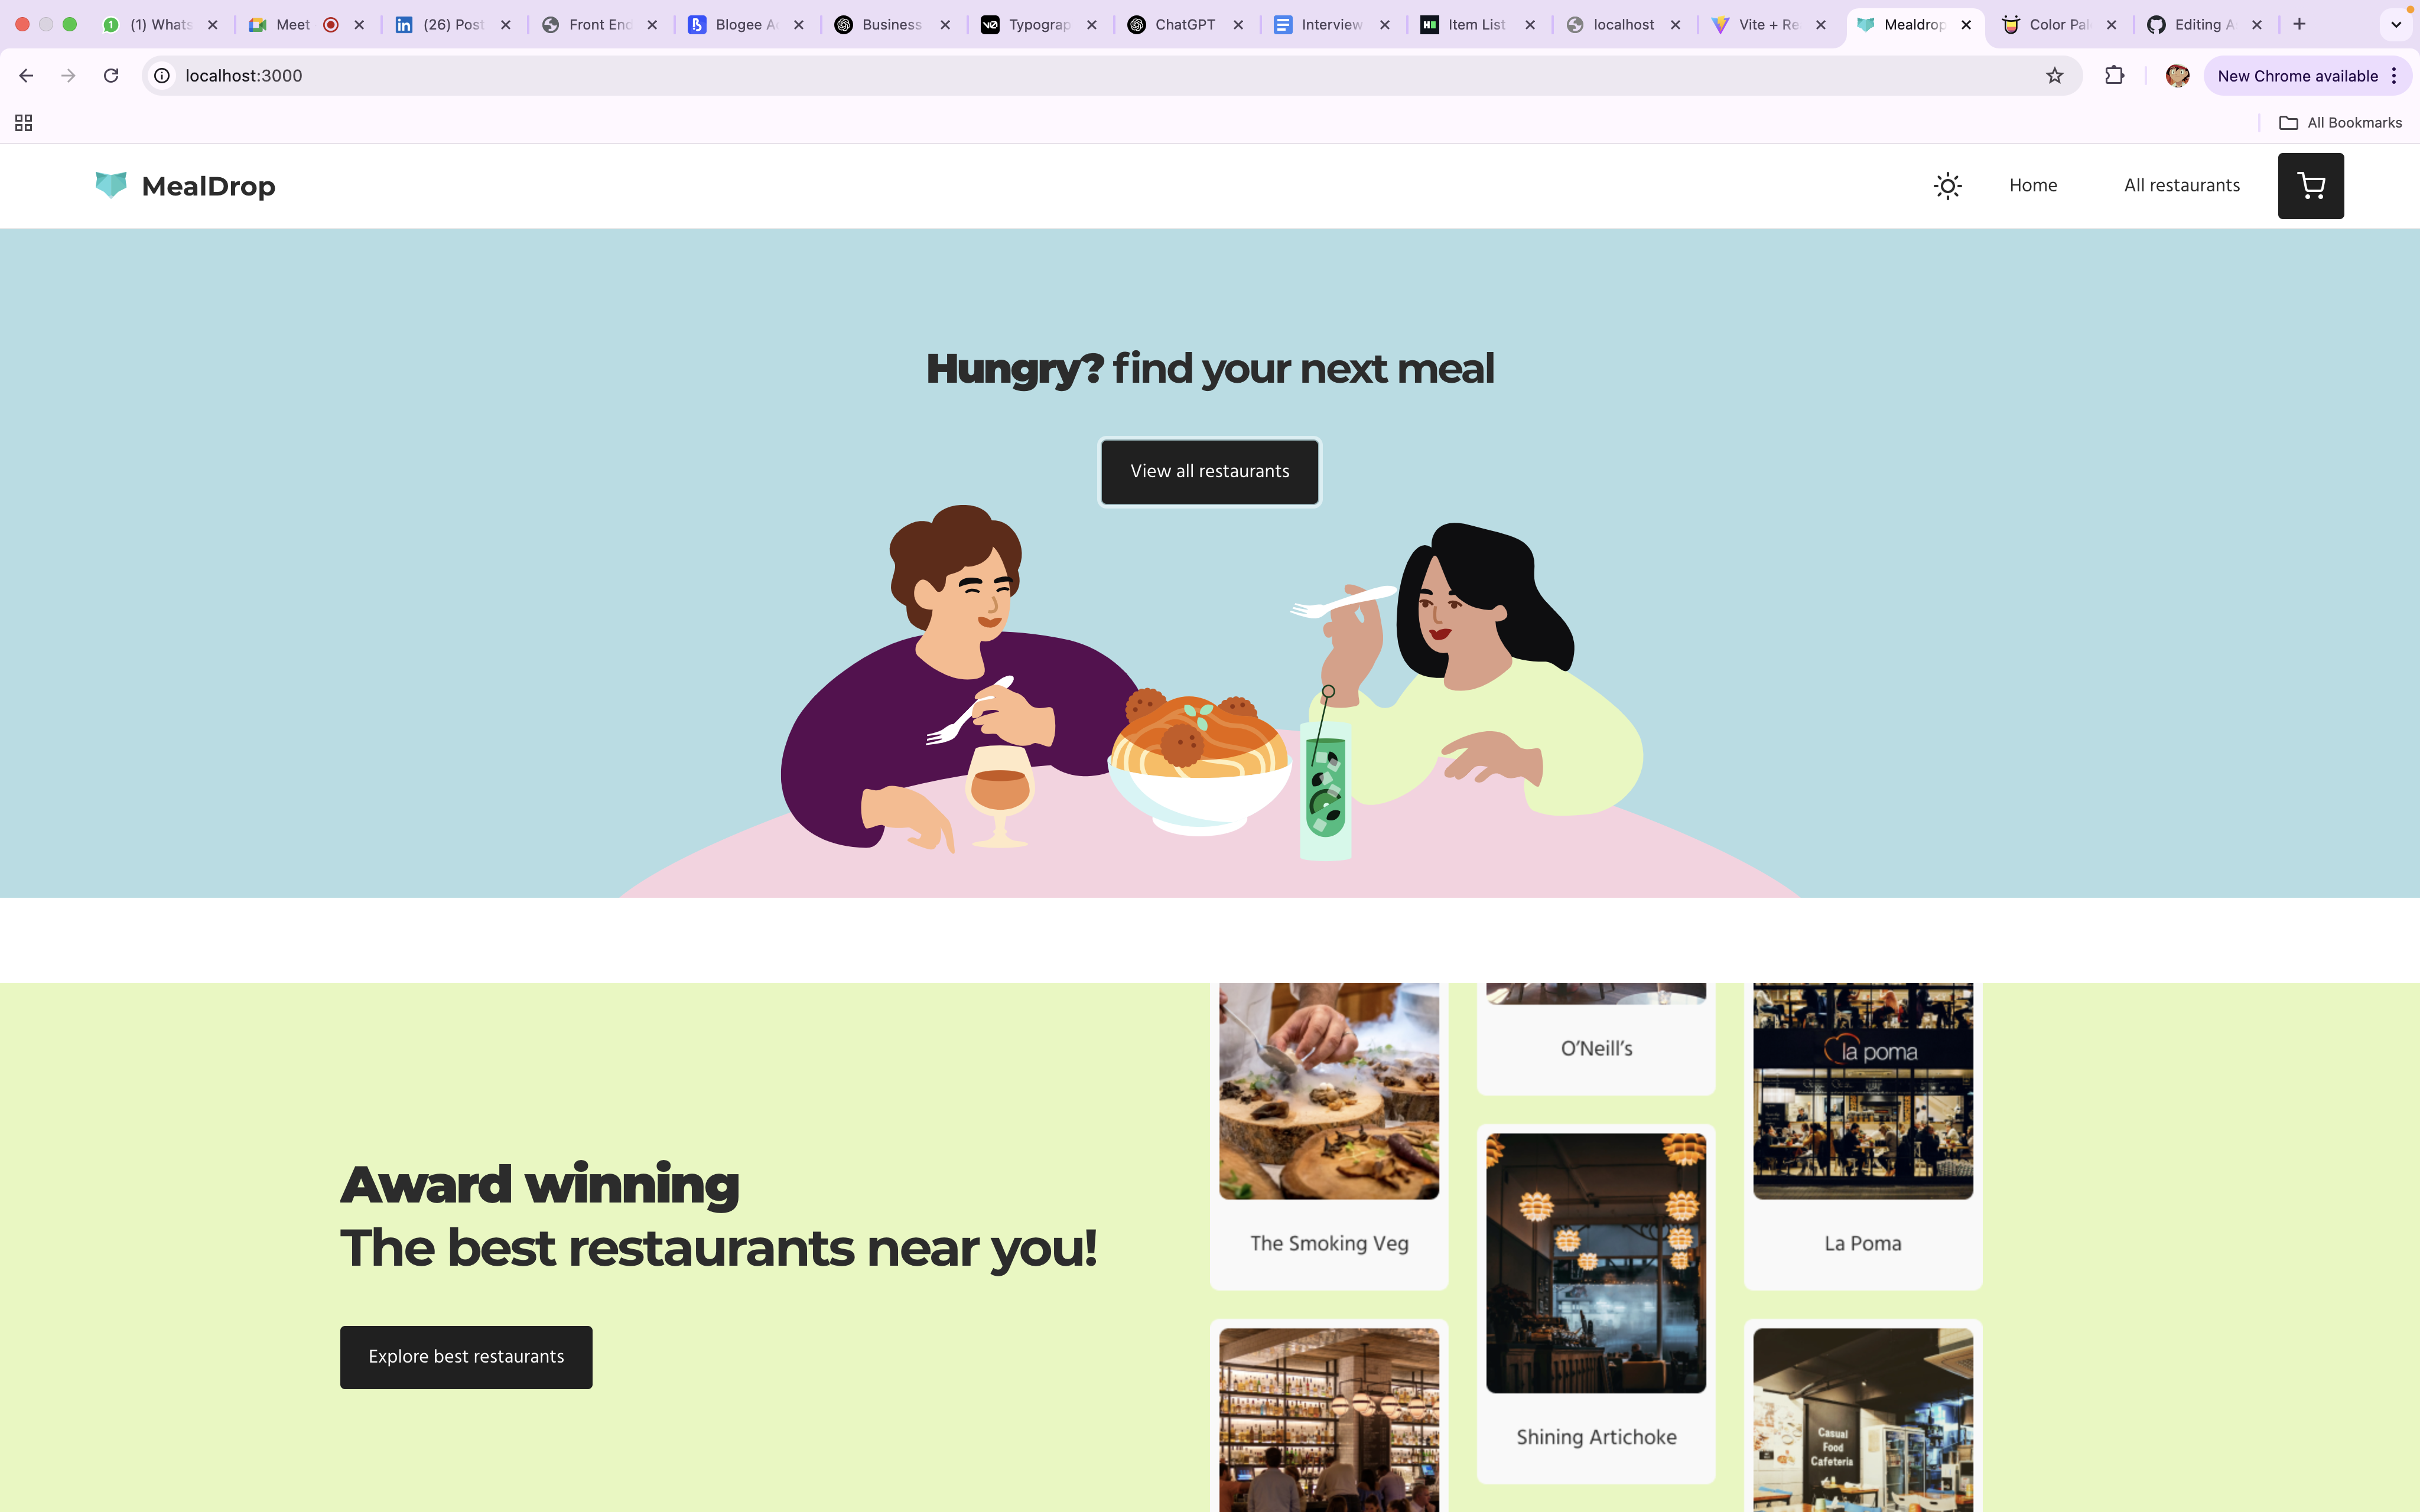 (1) Whats
Meet
(26) Post
Front End
Blogee A
Business
Typograp
ChatGPT
Interview
Item List
localhost
Vite + Re
Mealdrop
Color Pal
Editing A
localhost:3000
New Chrome available
All Bookmarks
MealDrop
Home
All restaurants
Hungry? find your next meal
View all restaurants
O’Neill’s
la poma
Award winning
The best restaurants near you!
The Smoking Veg
La Poma
Explore best restaurants
Shining Artichoke
Casual
Food
Cafeteria